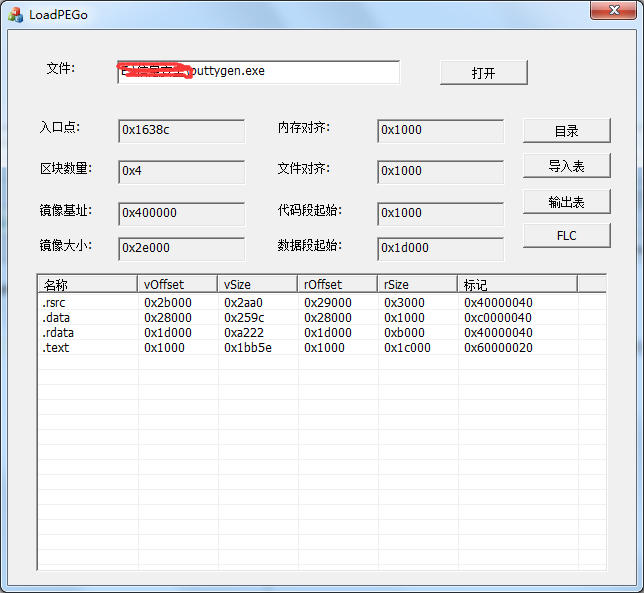 LoadPEGo
文件: \puttygen.exe 打开
入口点: 0x1638c 内存对齐: 0x1000 目录
区块数量: 0x4 文件对齐: 0x1000 导入表
镜像基址: 0x400000 代码段起始: 0x1000 输出表
镜像大小: 0x2e000 数据段起始: 0x1d000 FLC
名称 vOffset vSize rOffset rSize 标记
.rsrc 0x2b000 0x2aa0 0x29000 0x3000 0x40000040
.data 0x28000 0x259c 0x28000 0x1000 0xc0000040
.rdata 0x1d000 0xa222 0x1d000 0xb000 0x40000040
.text 0x1000 0x1bb5e 0x1000 0x1c000 0x60000020